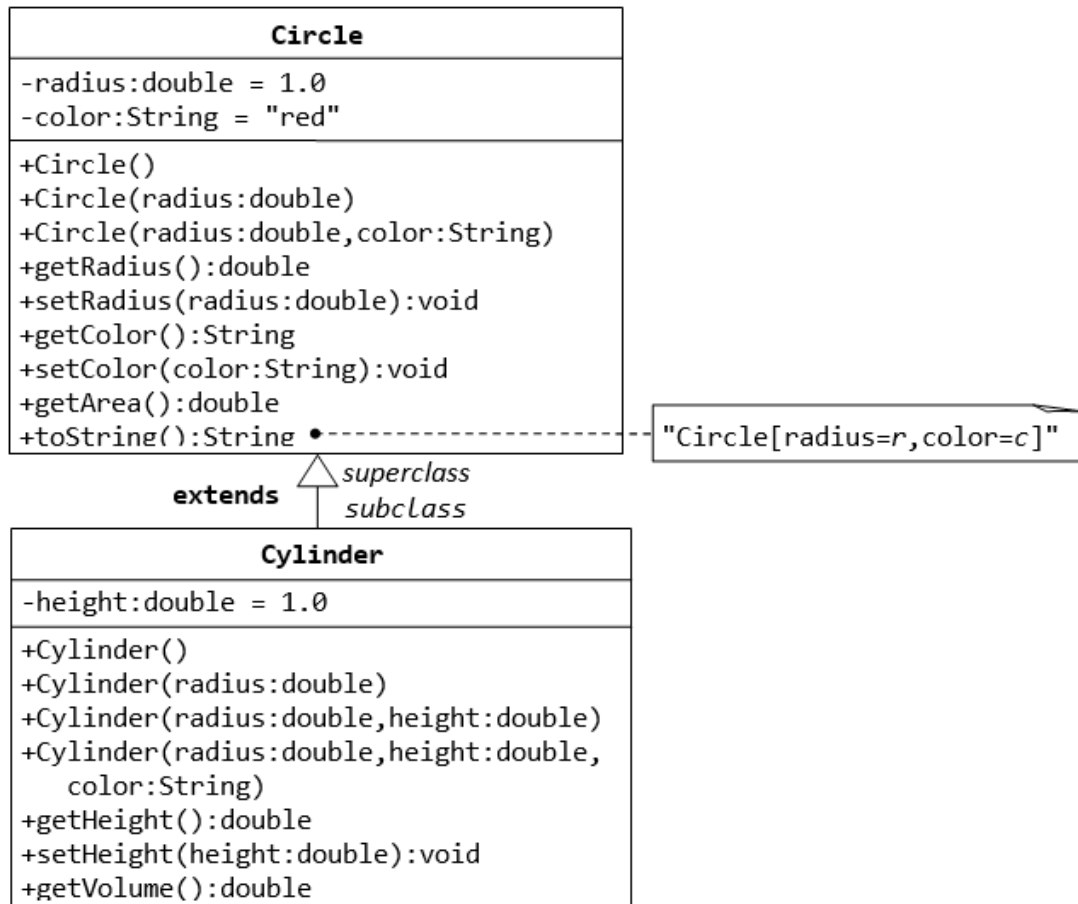 Circle
-radius:double = 1.0
-color:String = "red"
+Circle()
+Circle(radius:double)
+Circle(radius:double,color:String)
+getRadius():double
+setRadius(radius:double):void
+getColor():String
+setColor(color:String):void
+getArea():double
+toString():String
"Circle[radius=r,color=c]"
superclass
extends
subclass
Cylinder
-height:double = 1.0
+Cylinder()
+Cylinder(radius:double)
+Cylinder(radius:double,height:double)
+Cylinder(radius:double,height:double,
color:String)
+getHeight():double
+setHeight(height:double):void
+getVolume():double